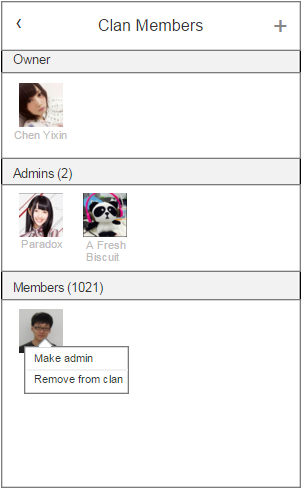 ‹ Clan Members +
Owner
Chen Yixin
Admins (2)
Paradox
A Fresh
Biscuit
Members (1021)
Make admin
Remove from clan